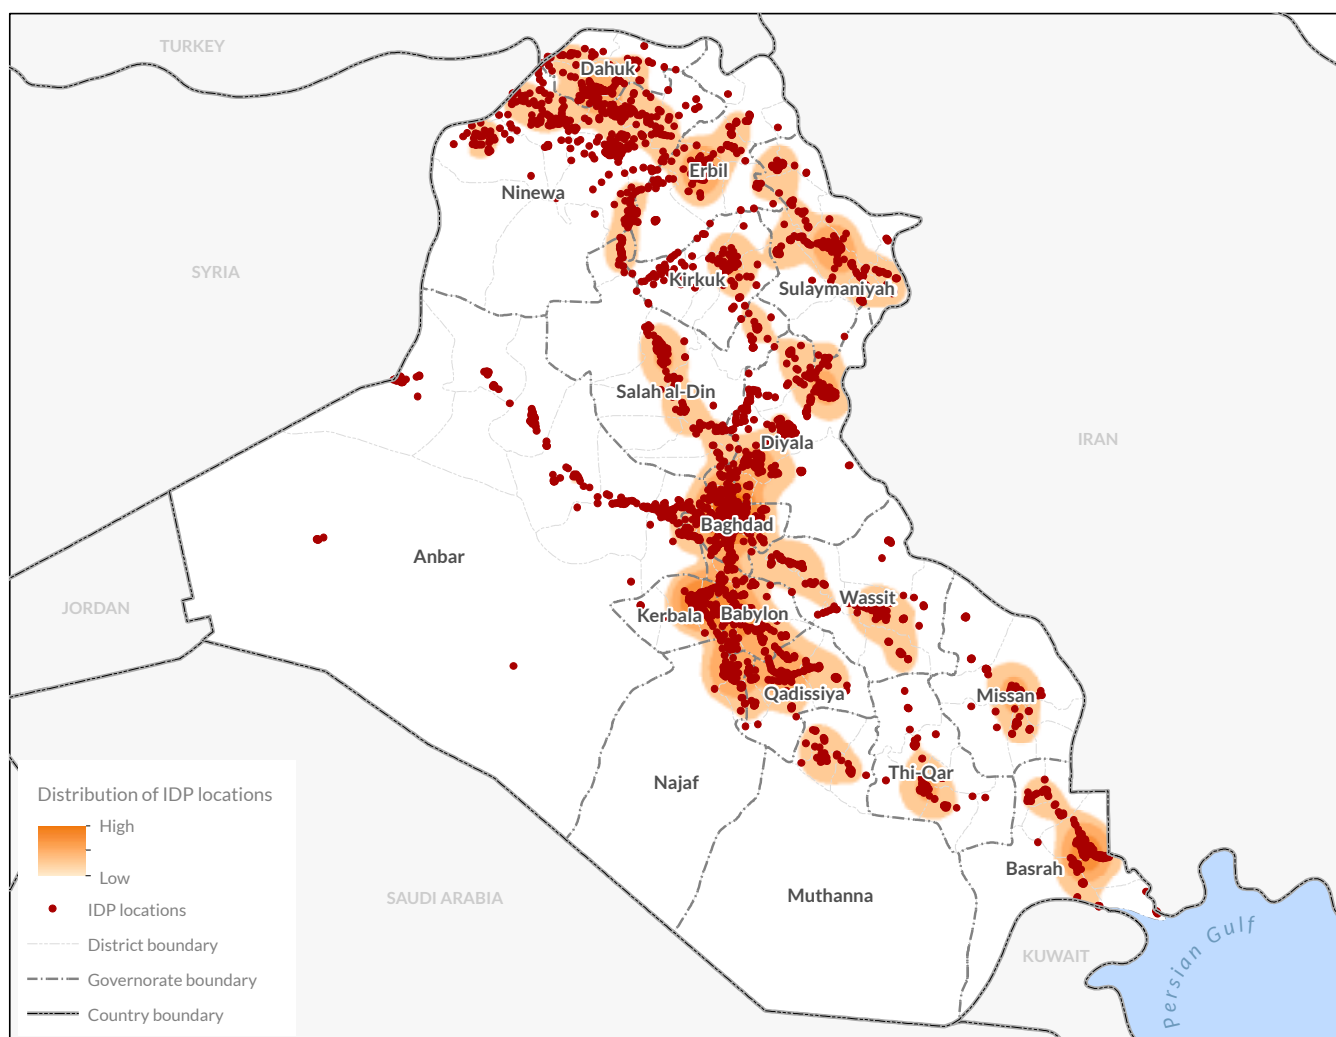 TURKEY
Dahuk
Erbil
Ninewa
SYRIA
Kirkuk
Sulaymaniyah
Salah al-Din
IRAN
Diyala
Baghdad
Anbar
Wassit
JORDAN
Kerbala
Babylon
Qadissiya
Missan
Najaf
Thi-Qar
Basrah
Muthanna
SAUDI ARABIA
KUWAIT
Persian Gulf
Distribution of IDP locations
High
Low
IDP locations
District boundary
Governorate boundary
Country boundary